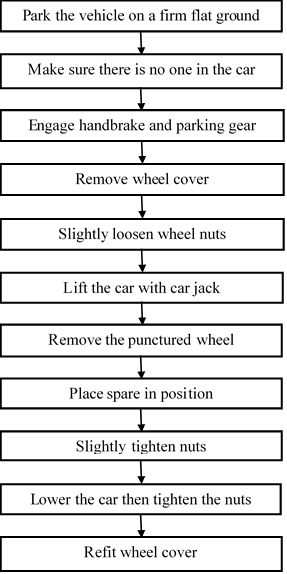 Park the vehicle on a firm flat ground
Make sure there is no one in the car
Engage handbrake and parking gear
Remove wheel cover
Slightly loosen wheel nuts
Lift the car with car jack
Remove the punctured wheel
Place spare in position
Slightly tighten nuts
Lower the car then tighten the nuts
Refit wheel cover